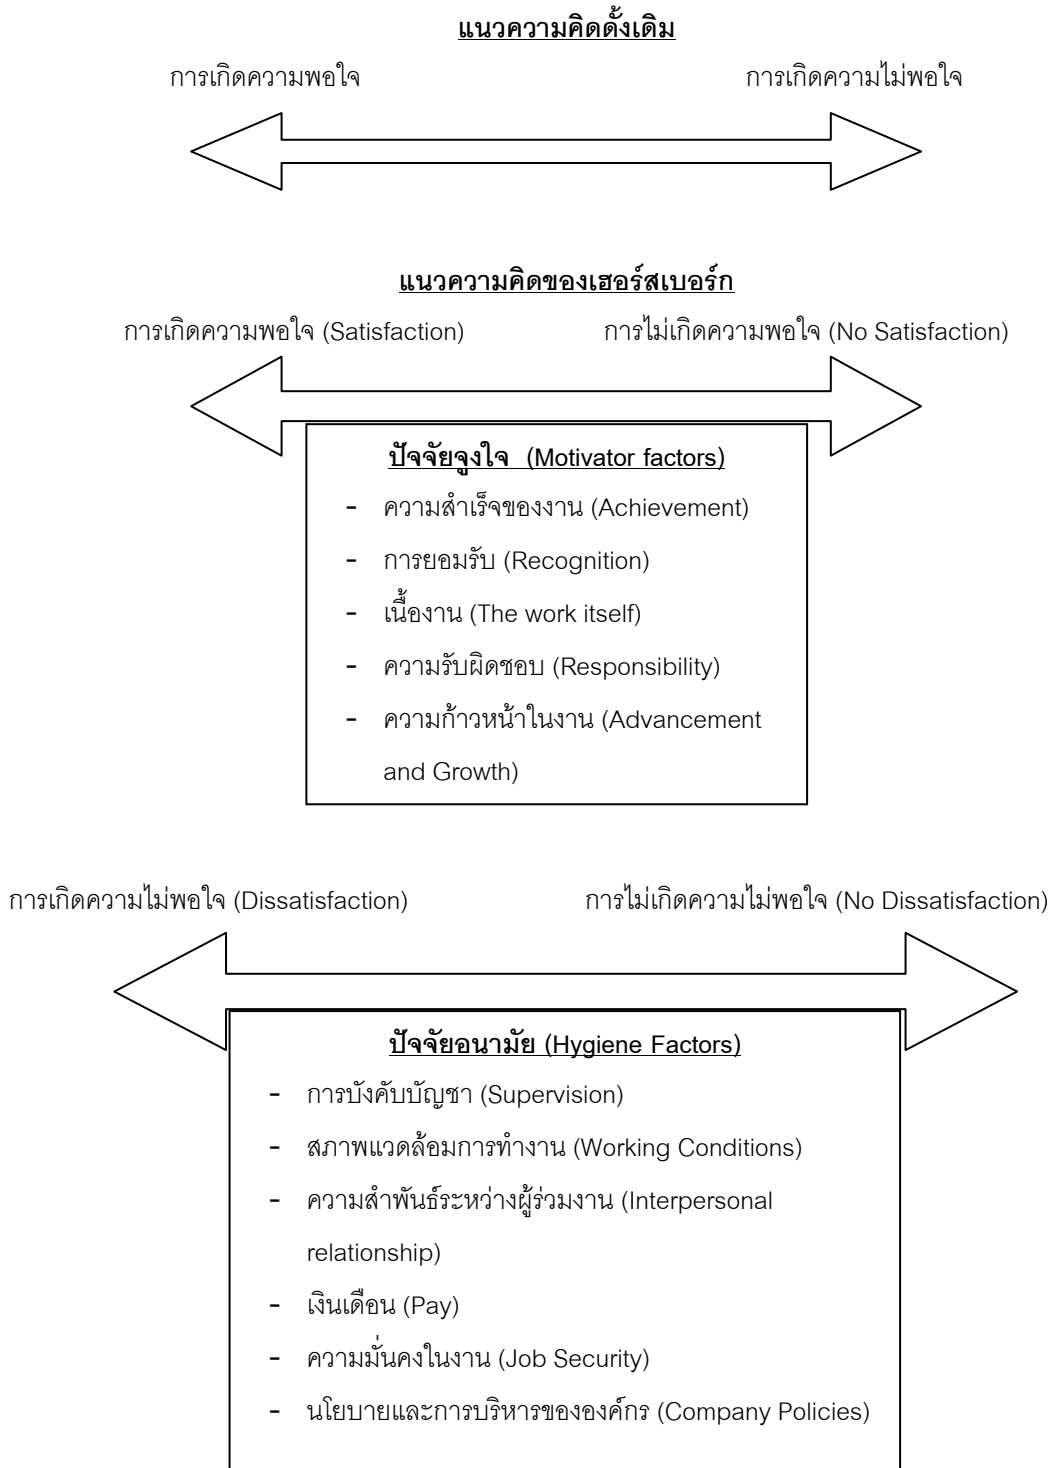 แนวความคิดดั้งเดิม
การเกิดความพอใจ การเกิดความไม่พอใจ
แนวความคิดของเฮอร์สเบอร์ก
การเกิดความพอใจ (Satisfaction) การไม่เกิดความพอใจ (No Satisfaction)
ปัจจัยจูงใจ (Motivator factors)
- ความสำเร็จของงาน (Achievement)
- การยอมรับ (Recognition)
- เนื้องาน (The work itself)
- ความรับผิดชอบ (Responsibility)
- ความก้าวหน้าในงาน (Advancement
and Growth)
การเกิดความไม่พอใจ (Dissatisfaction) การไม่เกิดความไม่พอใจ (No Dissatisfaction)
ปัจจัยอนามัย (Hygiene Factors)
- การบังคับบัญชา (Supervision)
- สภาพแวดล้อมการทำงาน (Working Conditions)
- ความสำพันธ์ระหว่างผู้ร่วมงาน (Interpersonal
relationship)
- เงินเดือน (Pay)
- ความมั่นคงในงาน (Job Security)
- นโยบายและการบริหารขององค์กร (Company Policies)